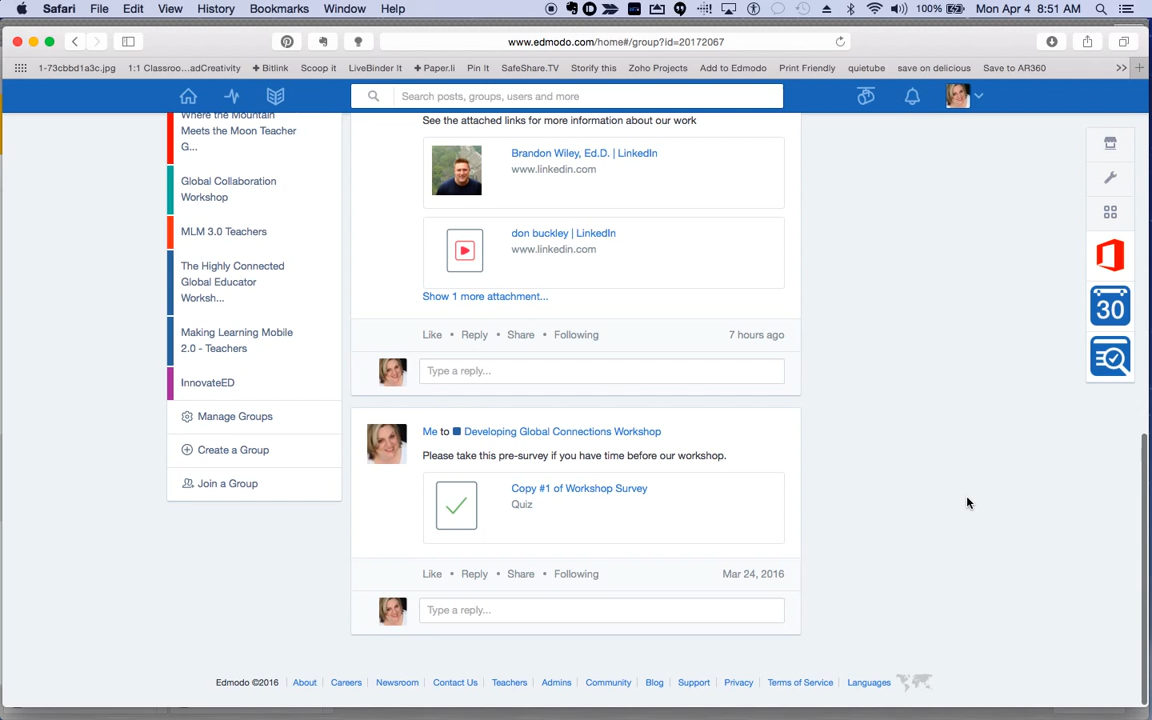 Safari File Edit View History Bookmarks Window Help 100% Mon Apr 4 8:51 AM
www.edmodo.com/home#/group?id=20172067
1-73cbbd1a3c.jpg 1:1 Classroo...adCreativity + Bitlink Scoop it LiveBinder It + Paper.li Pin It SafeShare.TV Storify this Zoho Projects Add to Edmodo Print Friendly quietube save on delicious Save to AR360 >> +
Search posts, groups, users and more
Where the Mountain
Meets the Moon Teacher
G...
Global Collaboration
Workshop
MLM 3.0 Teachers
The Highly Connected
Global Educator
Worksh...
Making Learning Mobile
2.0 - Teachers
InnovateED
Manage Groups
Create a Group
Join a Group
See the attached links for more information about our work
Brandon Wiley, Ed.D. | LinkedIn
www.linkedin.com
don buckley | LinkedIn
www.linkedin.com
Show 1 more attachment...
Like • Reply • Share • Following 7 hours ago
Type a reply...
Me to Developing Global Connections Workshop
Please take this pre-survey if you have time before our workshop.
Copy #1 of Workshop Survey
Quiz
Like • Reply • Share • Following Mar 24, 2016
Type a reply...
30
Edmodo ©2016 About Careers Newsroom Contact Us Teachers Admins Community Blog Support Privacy Terms of Service Languages